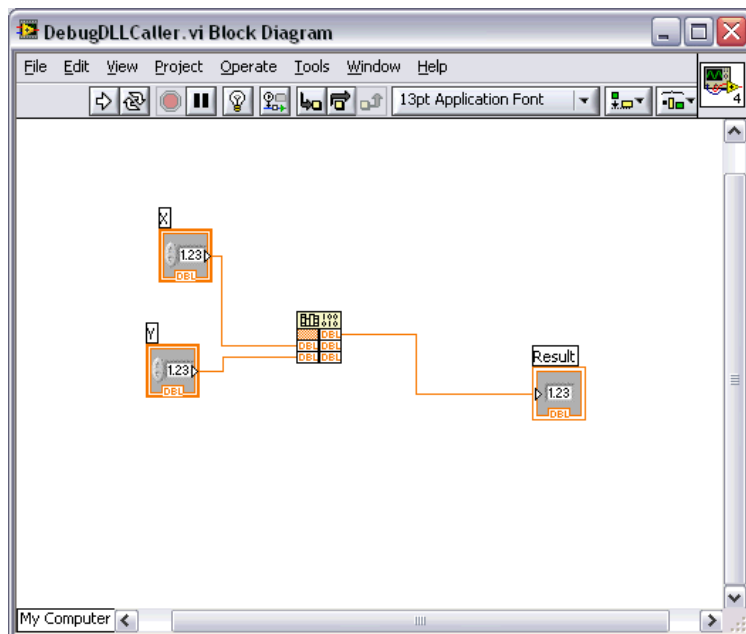 DebugDLLCaller.vi Block Diagram
File Edit View Project Operate Tools Window Help
13pt Application Font
4
X
1.23
DBL
Y
1.23
DBL
DBL
DBL DBL
DBL DBL
Result
1.23
DBL
My Computer